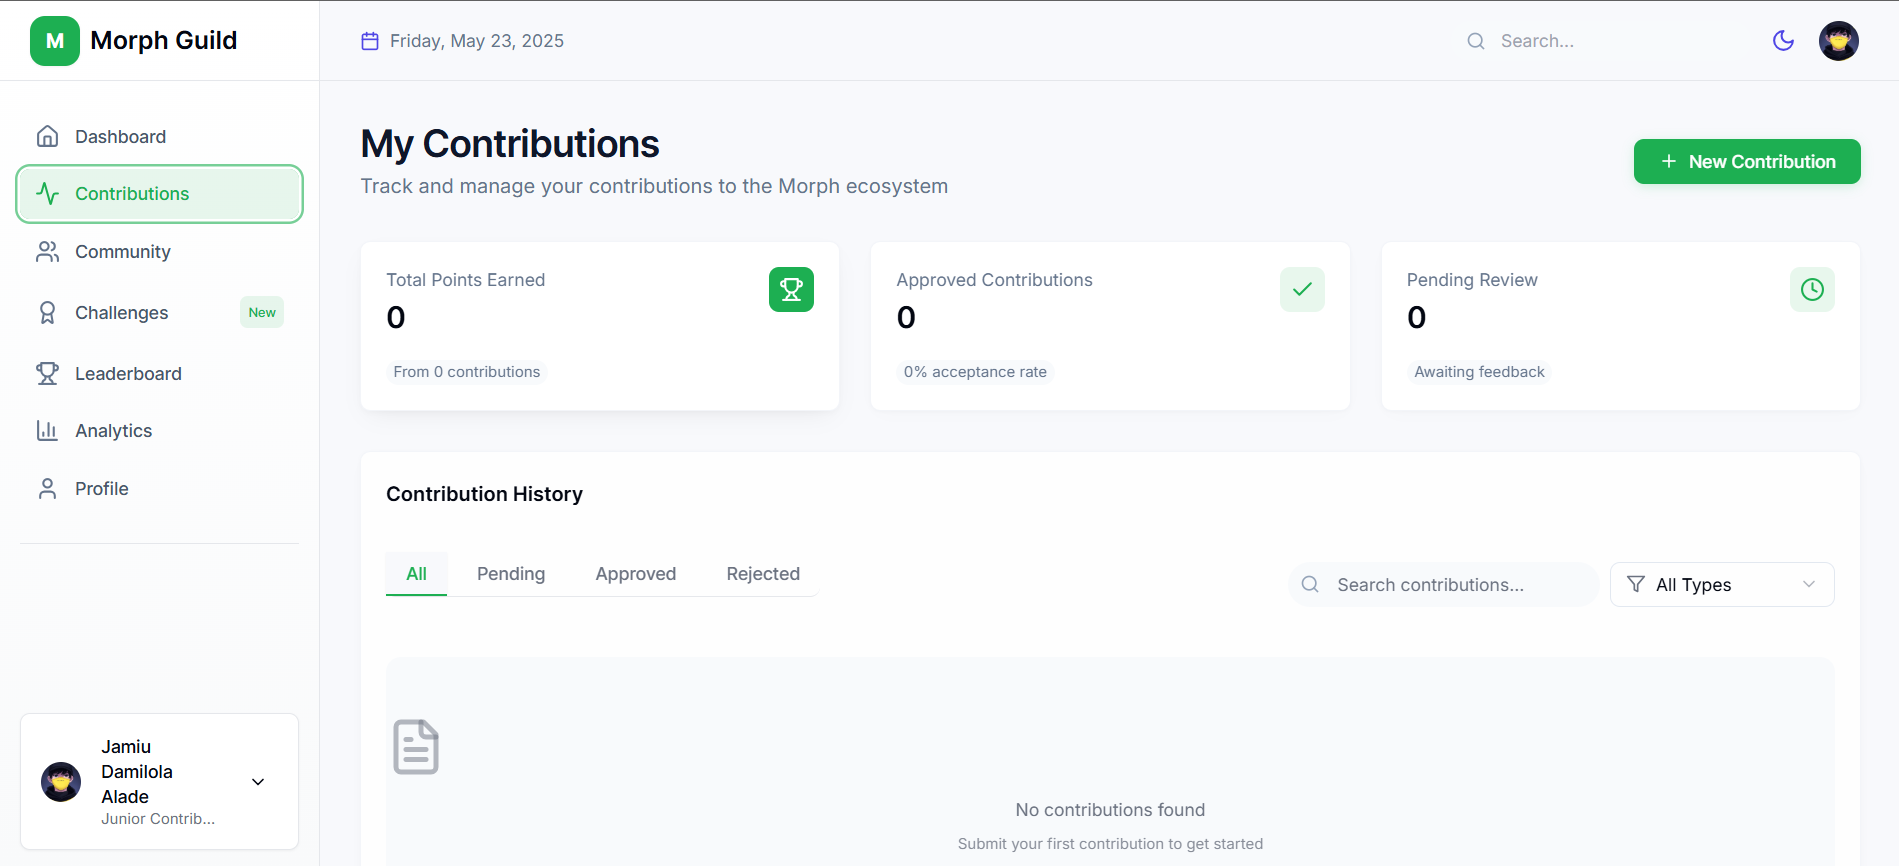 M
Morph Guild
Friday, May 23, 2025
Search...
Dashboard
Contributions
Community
Challenges
New
Leaderboard
Analytics
Profile
Jamiu
Damilola
Alade
Junior Contrib...
My Contributions
Track and manage your contributions to the Morph ecosystem
+ New Contribution
Total Points Earned
0
From 0 contributions
Approved Contributions
0
0% acceptance rate
Pending Review
0
Awaiting feedback
Contribution History
All
Pending
Approved
Rejected
Search contributions...
All Types
No contributions found
Submit your first contribution to get started